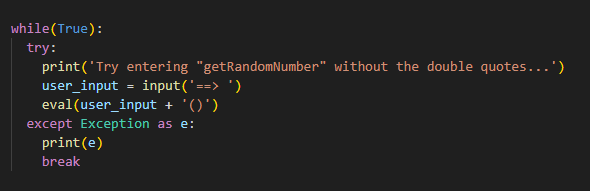 while(True):
  try:
    print('Try entering "getRandomNumber" without the double quotes...')
    user_input = input('==> ')
    eval(user_input + '()')
  except Exception as e:
    print(e)
    break